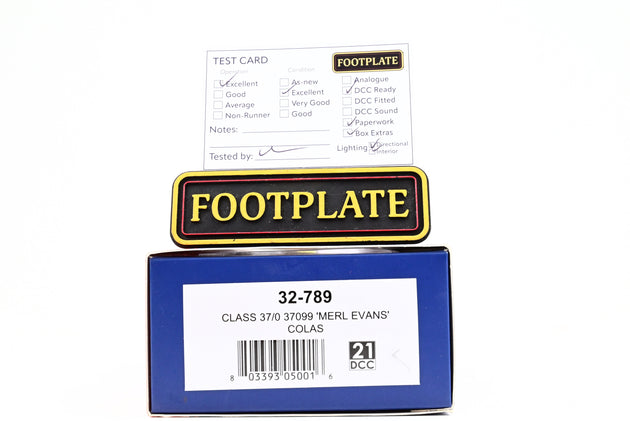 TEST CARD
FOOTPLATE
Operation
Condition
Excellent
Good
Average
Non-Runner
As-new
Excellent
Very Good
Good
Analogue
DCC Ready
DCC Fitted
DCC Sound
Paperwork
Box Extras
Notes:
Lighting
Directional
Interior
Tested by:
FOOTPLATE
32-789
CLASS 37/0 37099 'MERL EVANS'
COLAS
21
DCC
8 03393 05001 6